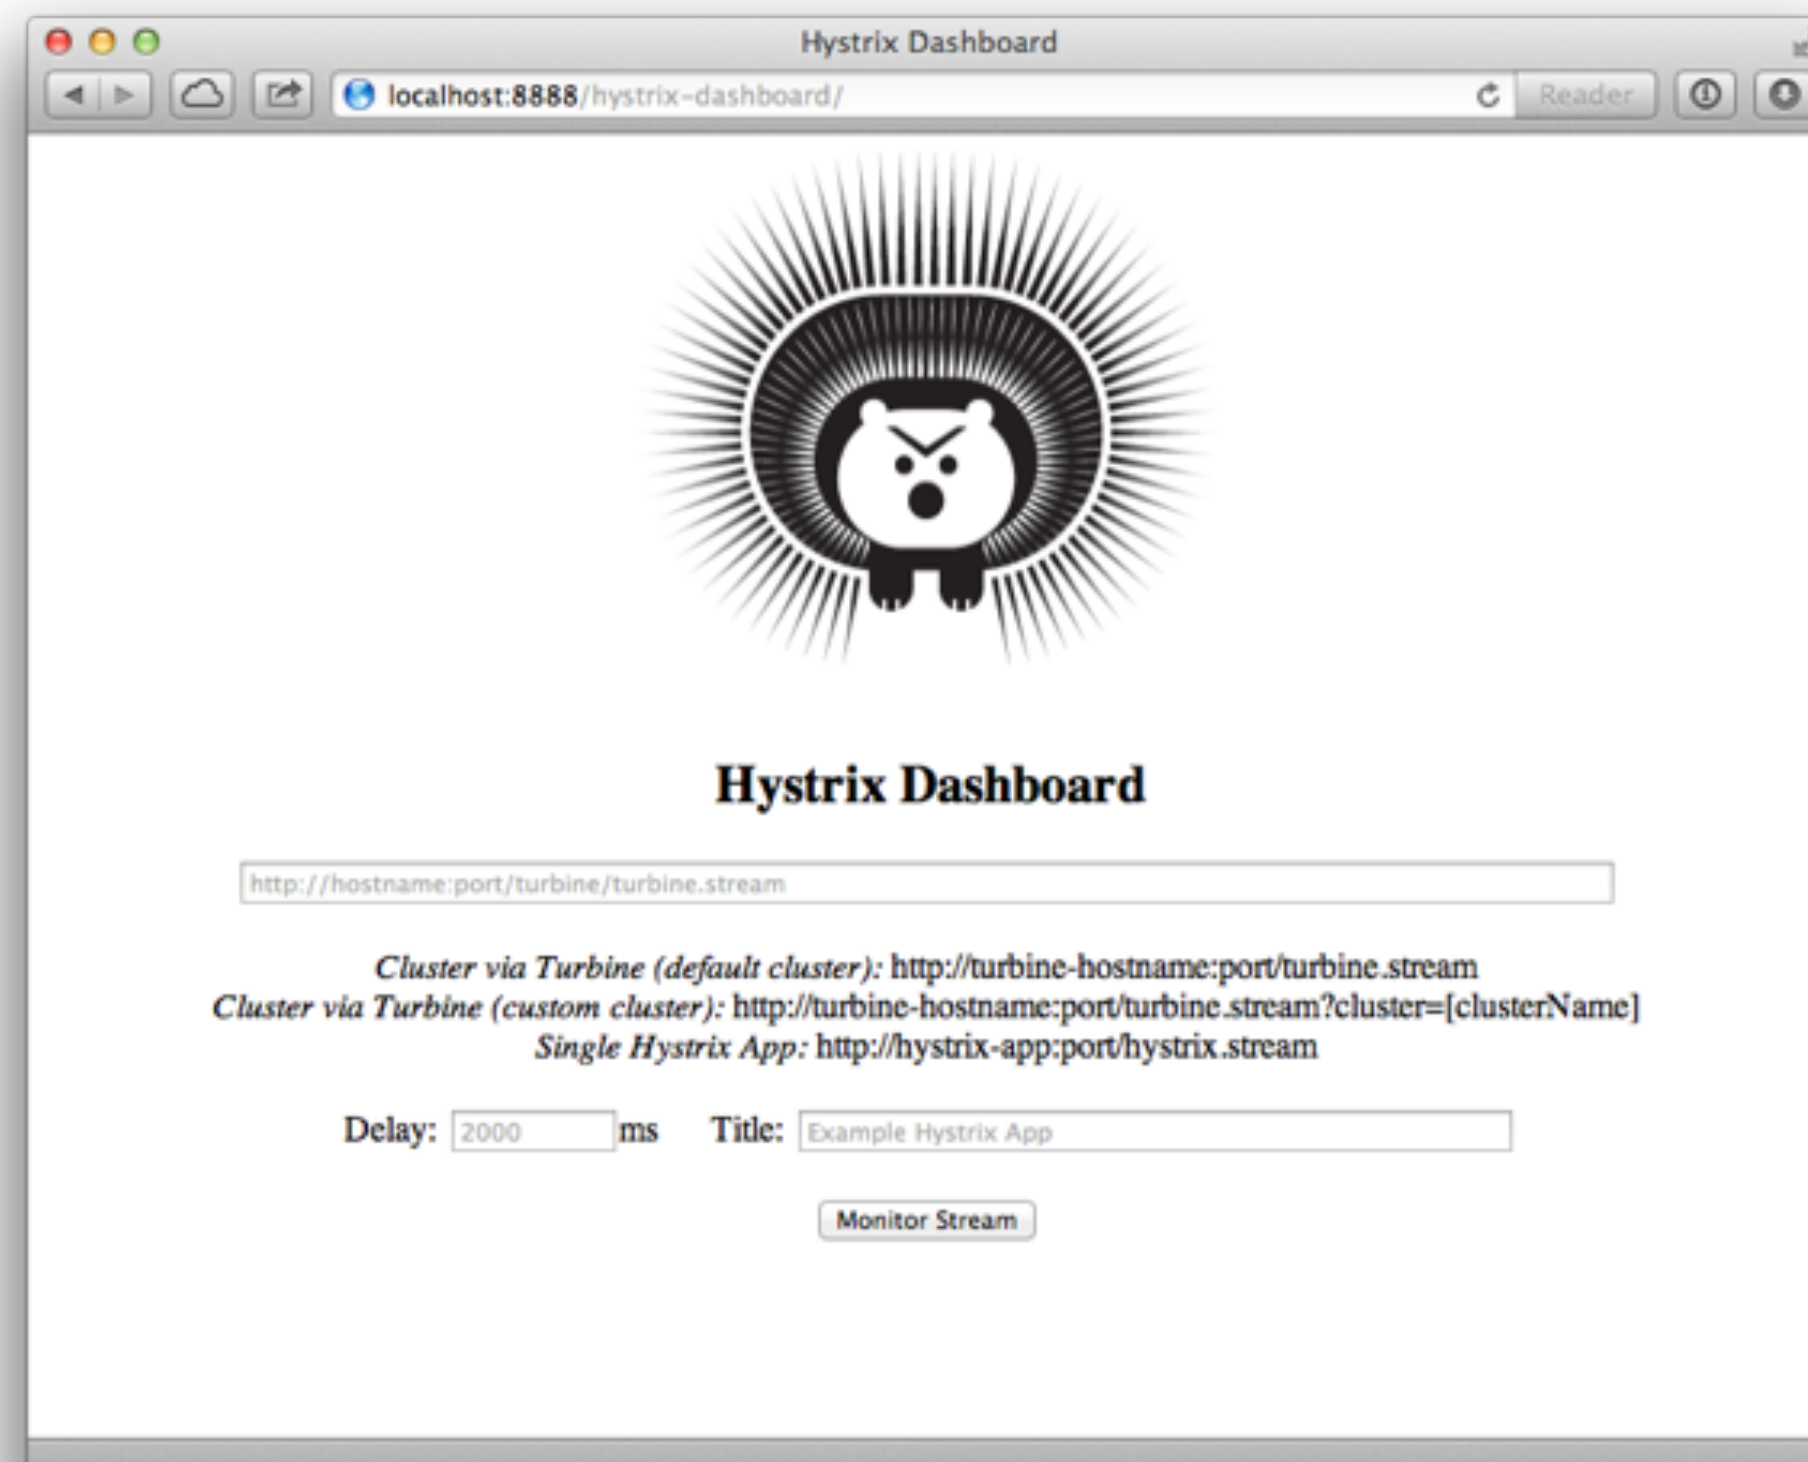 Hystrix Dashboard
localhost:8888/hystrix-dashboard/
Reader
Hystrix Dashboard
http://hostname:port/turbine/turbine.stream
Cluster via Turbine (default cluster): http://turbine-hostname:port/turbine.stream
Cluster via Turbine (custom cluster): http://turbine-hostname:port/turbine.stream?cluster=[clusterName]
Single Hystrix App: http://hystrix-app:port/hystrix.stream
Delay: 2000 ms Title: Example Hystrix App
Monitor Stream